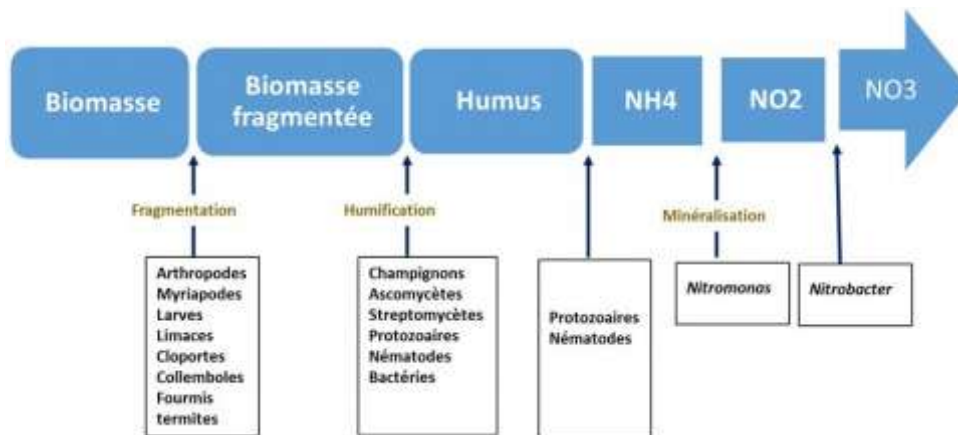 Biomasse
Biomasse
fragmentée
Humus
NH4
NO2
NO3
Fragmentation
Humification
Minéralisation
Arthropodes
Myriapodes
Larves
Limaces
Cloportes
Collemboles
Fourmis
termites
Champignons
Ascomycètes
Streptomycètes
Protozoaires
Nématodes
Bactéries
Protozoaires
Nématodes
Nitromonas
Nitrobacter